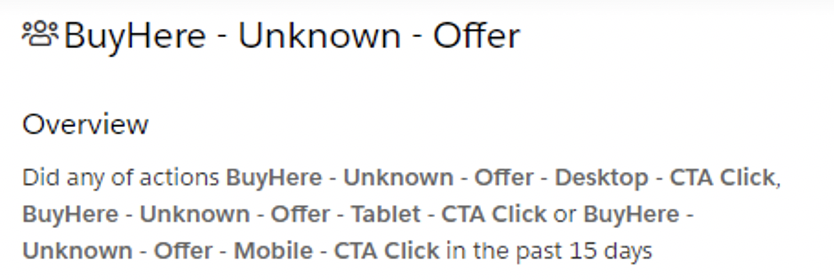 BuyHere - Unknown - Offer
Overview
Did any of actions BuyHere - Unknown - Offer - Desktop - CTA Click,
BuyHere - Unknown - Offer - Tablet - CTA Click or BuyHere -
Unknown - Offer - Mobile - CTA Click in the past 15 days